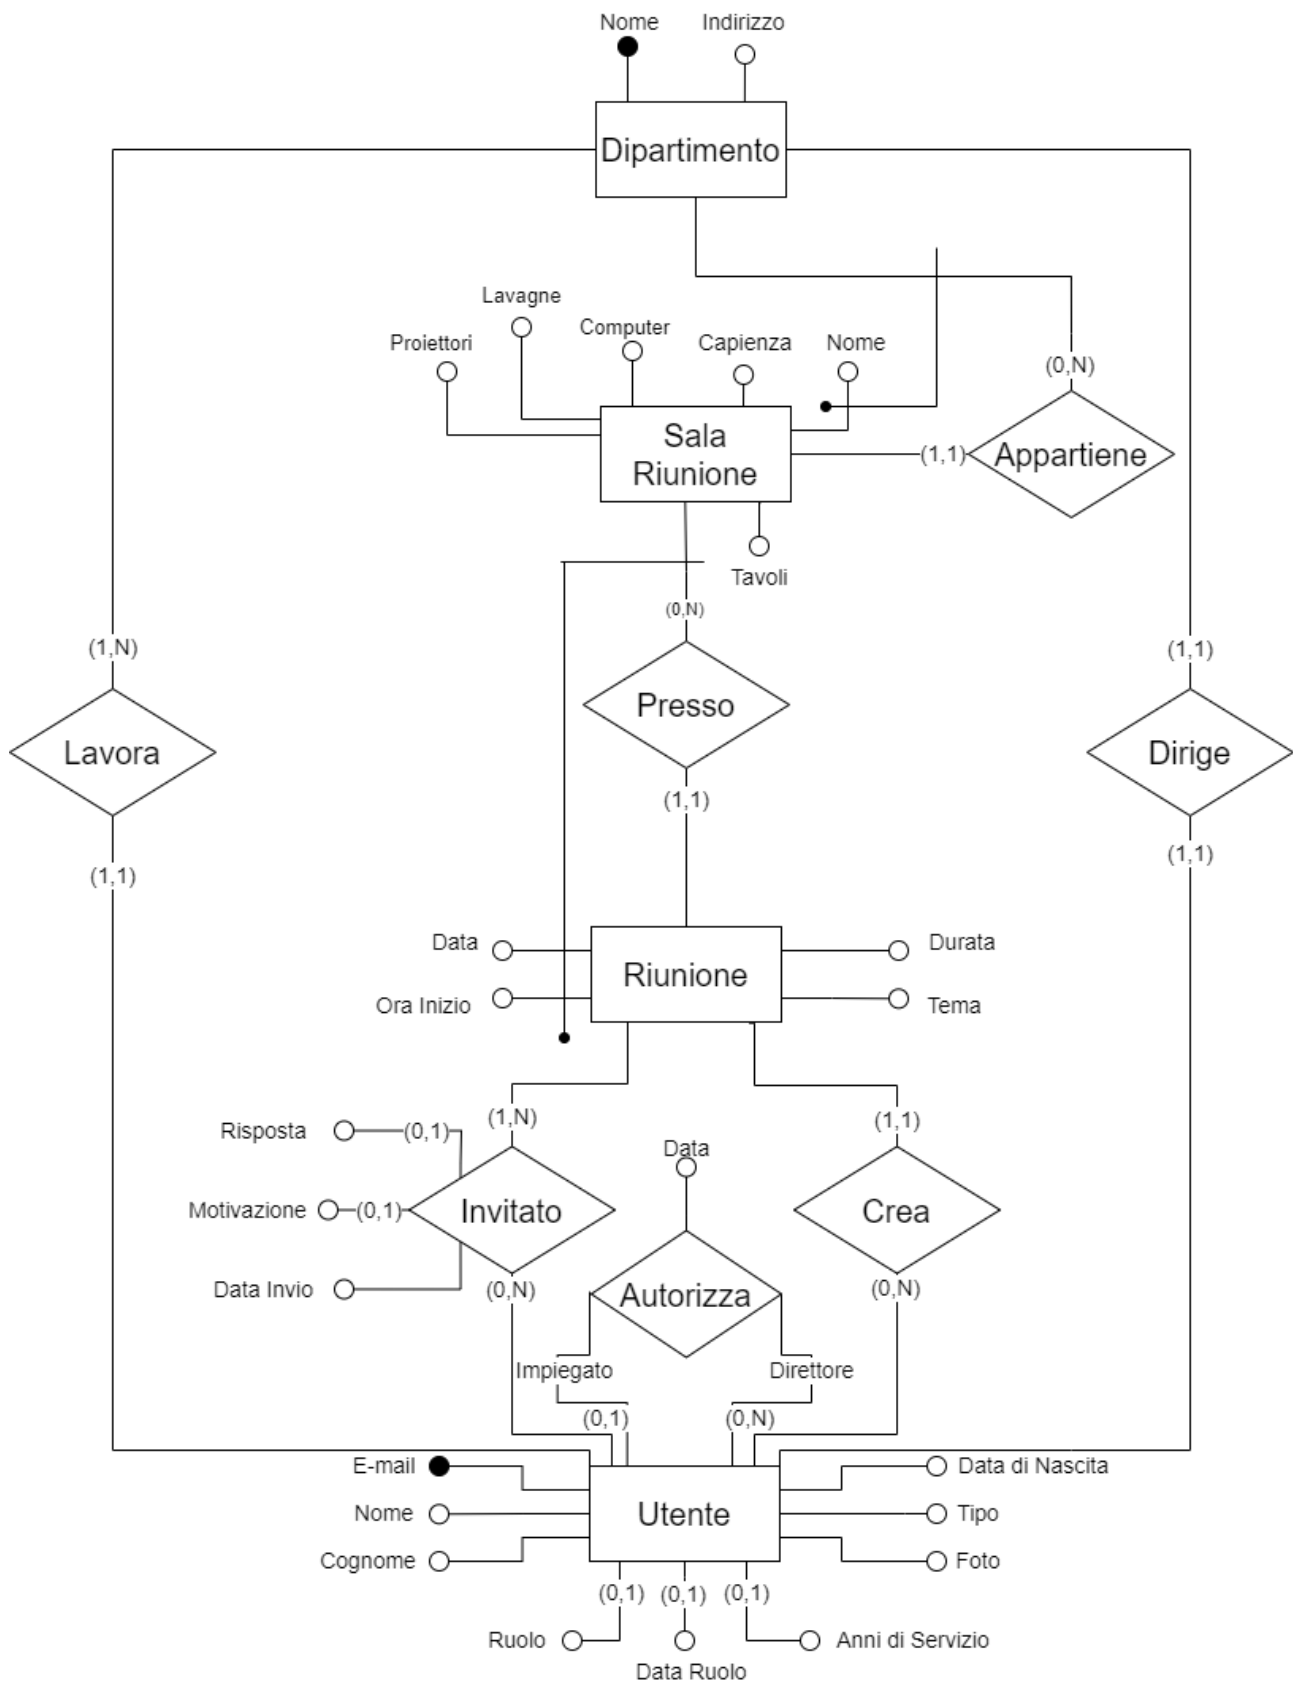 Nome
Indirizzo
Dipartimento
Lavagne
Computer
Proiettori
Capienza
Nome
(0,N)
Sala
Riunione
(1,1)
Appartiene
Tavoli
(0,N)
(1,N)
(1,1)
Presso
Lavora
Dirige
(1,1)
(1,1)
(1,1)
Data
Durata
Riunione
Ora Inizio
Tema
(1,N)
(1,1)
Risposta
(0,1)
Data
Motivazione
(0,1)
Invitato
Crea
Data Invio
(0,N)
Autorizza
(0,N)
Impiegato
Direttore
(0,1)
(0,N)
E-mail
Data di Nascita
Nome
Utente
Tipo
Cognome
Foto
(0,1)
(0,1)
(0,1)
Ruolo
Anni di Servizio
Data Ruolo